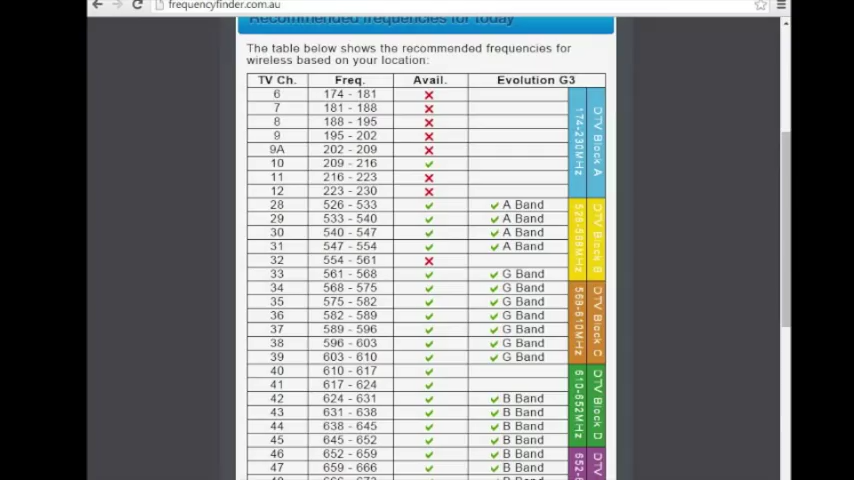 frequencyfinder.com.au
Recommended frequencies for today
The table below shows the recommended frequencies for
wireless based on your location:
TV Ch. Freq. Avail. Evolution G3
6 174 - 181 ✗
7 181 - 188 ✗
8 188 - 195 ✗
9 195 - 202 ✗
9A 202 - 209 ✗
10 209 - 216 ✓
11 216 - 223 ✗
12 223 - 230 ✗
28 526 - 533 ✓ ✓ A Band
29 533 - 540 ✓ ✓ A Band
30 540 - 547 ✓ ✓ A Band
31 547 - 554 ✓ ✓ A Band
32 554 - 561 ✗
33 561 - 568 ✓ ✓ G Band
34 568 - 575 ✓ ✓ G Band
35 575 - 582 ✓ ✓ G Band
36 582 - 589 ✓ ✓ G Band
37 589 - 596 ✓ ✓ G Band
38 596 - 603 ✓ ✓ G Band
39 603 - 610 ✓ ✓ G Band
40 610 - 617 ✓
41 617 - 624 ✓
42 624 - 631 ✓ ✓ B Band
43 631 - 638 ✓ ✓ B Band
44 638 - 645 ✓ ✓ B Band
45 645 - 652 ✓ ✓ B Band
46 652 - 659 ✓ ✓ B Band
47 659 - 666 ✓ ✓ B Band
174-230MHz
DTV Block A
DTV Block B
DTV Block C
610-652MHz
DTV Block D
DTV